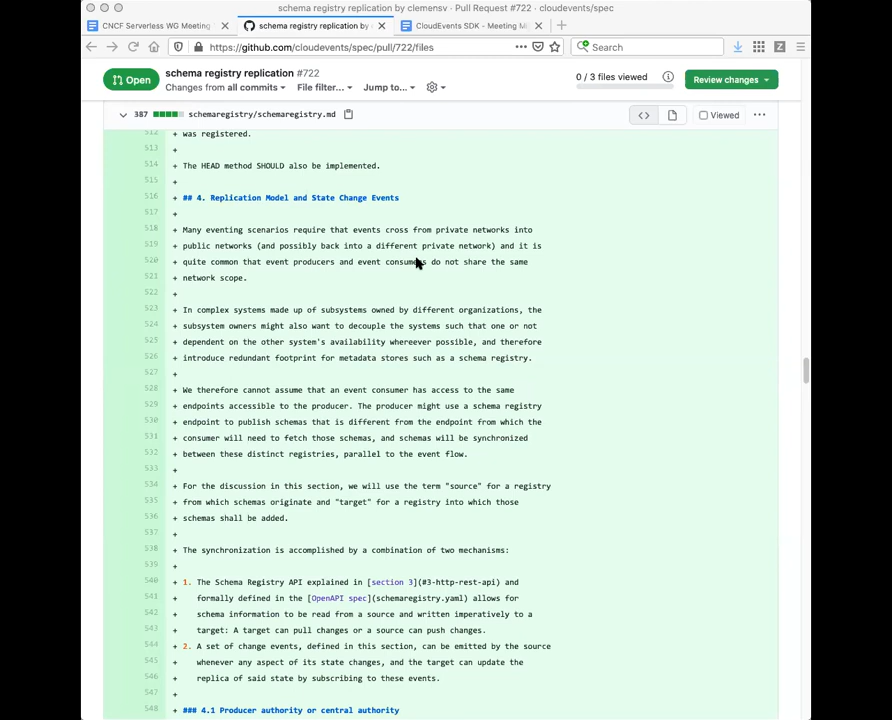 schema registry replication by clemensv · Pull Request #722 · cloudevents/spec
CNCF Serverless WG Meeting
schema registry replication by
CloudEvents SDK - Meeting Mi
https://github.com/cloudevents/spec/pull/722/files
Search
Open
schema registry replication #722
Changes from all commits
File filter...
Jump to...
0 / 3 files viewed
Review changes
387
schemaregistry/schemaregistry.md
Viewed
512 was registered.
513 +
514 + The HEAD method SHOULD also be implemented.
515 +
516 + ## 4. Replication Model and State Change Events
517 +
518 + Many eventing scenarios require that events cross from private networks into
519 + public networks (and possibly back into a different private network) and it is
520 + quite common that event producers and event consumers do not share the same
521 + network scope.
522 +
523 + In complex systems made up of subsystems owned by different organizations, the
524 + subsystem owners might also want to decouple the systems such that one or not
525 + dependent on the other system's availability whereever possible, and therefore
526 + introduce redundant footprint for metadata stores such as a schema registry.
527 +
528 + We therefore cannot assume that an event consumer has access to the same
529 + endpoints accessible to the producer. The producer might use a schema registry
530 + endpoint to publish schemas that is different from the endpoint from which the
531 + consumer will need to fetch those schemas, and schemas will be synchronized
532 + between these distinct registries, parallel to the event flow.
533 +
534 + For the discussion in this section, we will use the term "source" for a registry
535 + from which schemas originate and "target" for a registry into which those
536 + schemas shall be added.
537 +
538 + The synchronization is accomplished by a combination of two mechanisms:
539 +
540 + 1. The Schema Registry API explained in [section 3](#3-http-rest-api) and
541 + formally defined in the [OpenAPI spec](schemaregistry.yaml) allows for
542 + schema information to be read from a source and written imperatively to a
543 + target: A target can pull changes or a source can push changes.
544 + 2. A set of change events, defined in this section, can be emitted by the source
545 + whenever any aspect of its state changes, and the target can update the
546 + replica of said state by subscribing to these events.
547 +
548 + ### 4.1 Producer authority or central authority